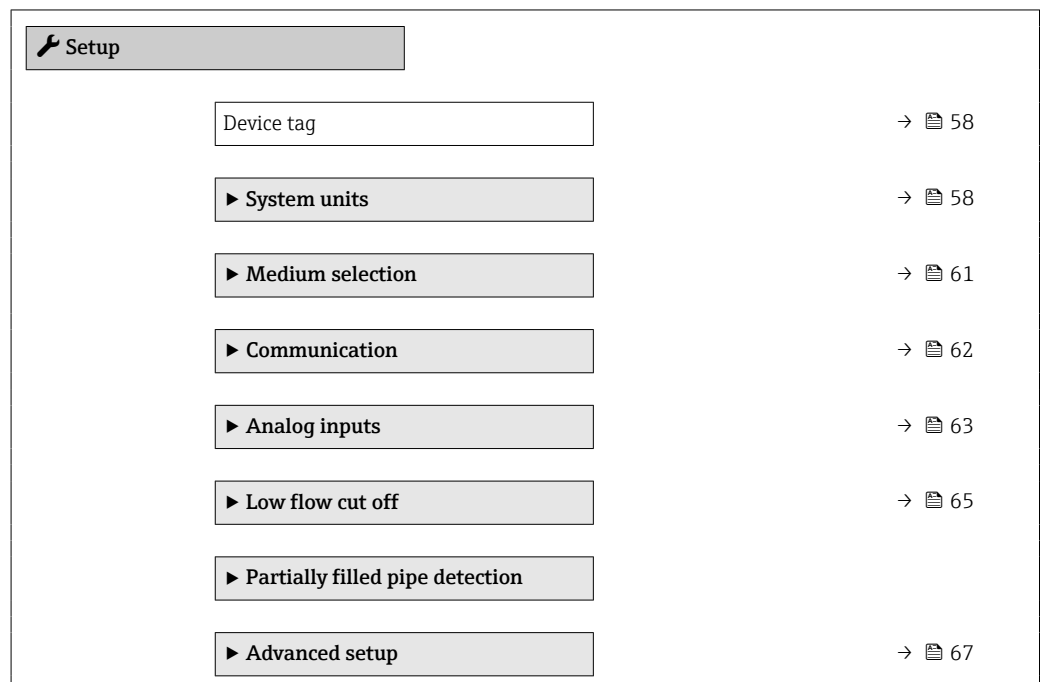 Setup
Device tag → 58
▶ System units → 58
▶ Medium selection → 61
▶ Communication → 62
▶ Analog inputs → 63
▶ Low flow cut off → 65
▶ Partially filled pipe detection
▶ Advanced setup → 67